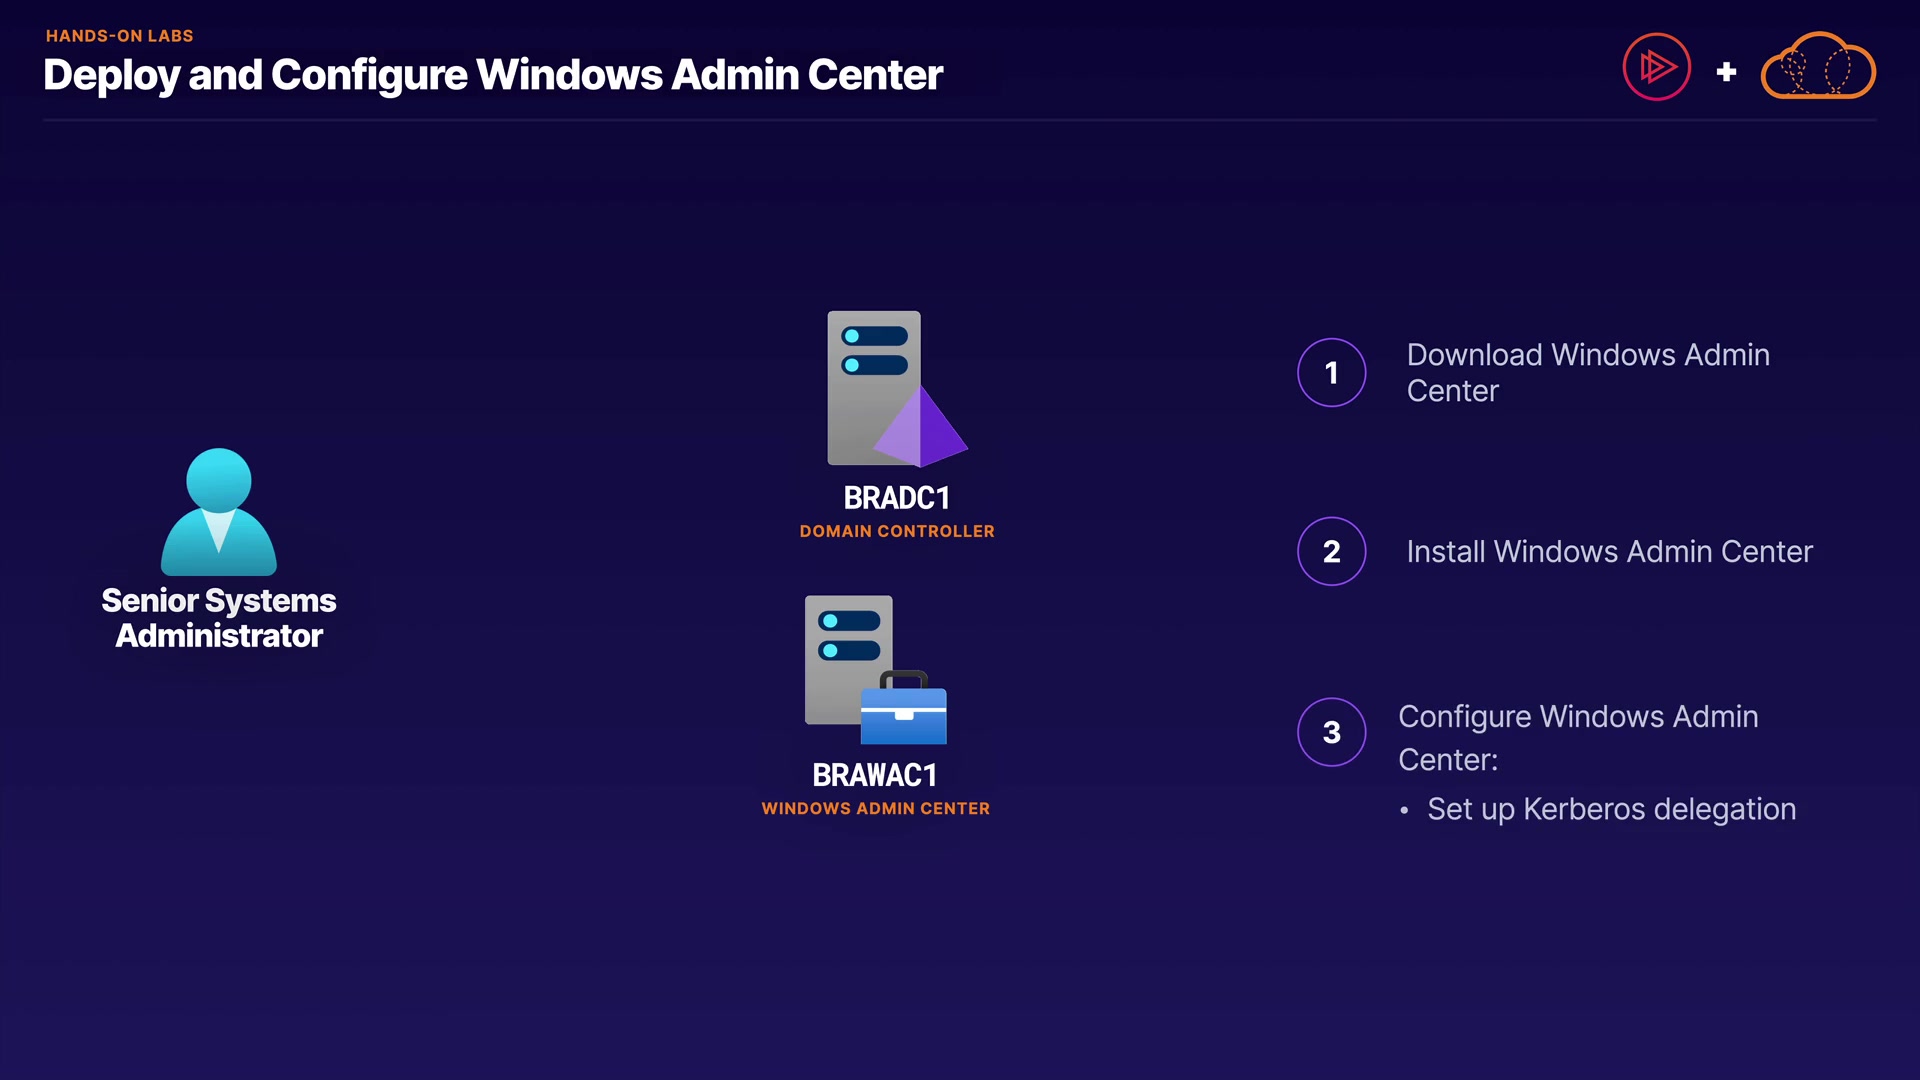 HANDS-ON LABS
Deploy and Configure Windows Admin Center
+
Senior Systems
Administrator
BRADC1
DOMAIN CONTROLLER
BRAWAC1
WINDOWS ADMIN CENTER
1
Download Windows Admin
Center
2
Install Windows Admin Center
3
Configure Windows Admin
Center:
• Set up Kerberos delegation